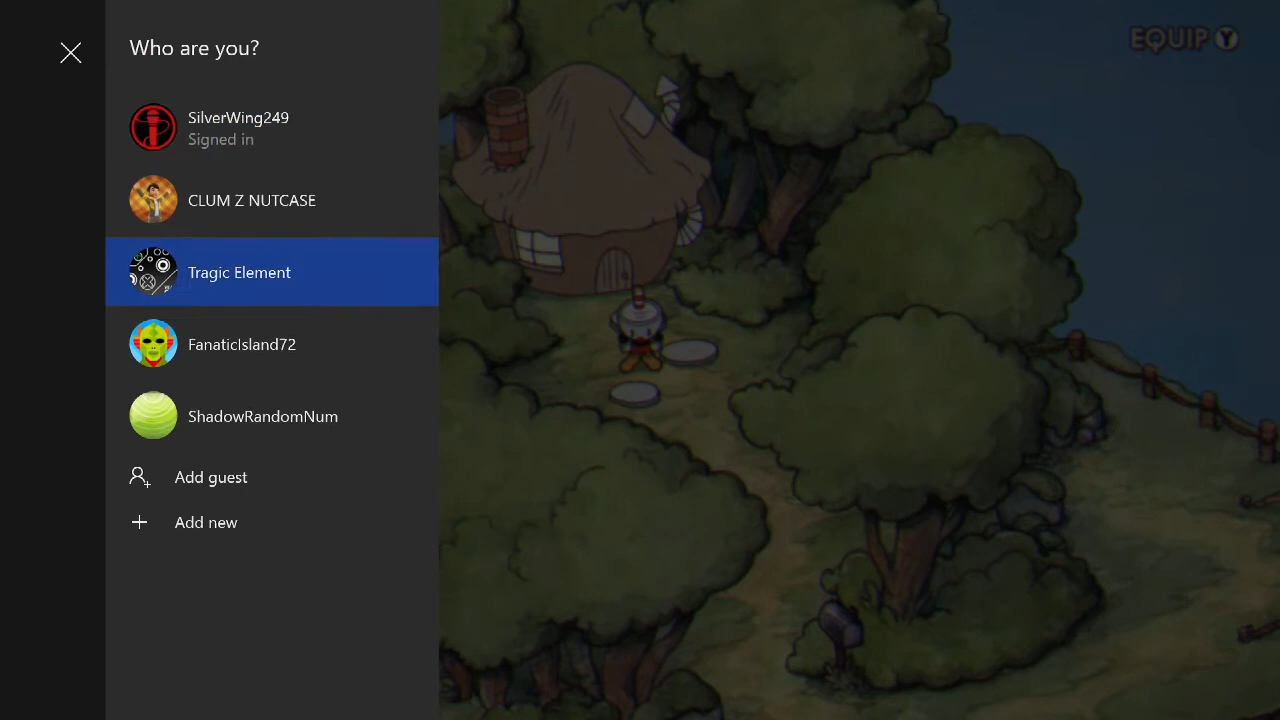 Who are you?
EQUIP Y
SilverWing249
Signed in
CLUM Z NUTCASE
Tragic Element
FanaticIsland72
ShadowRandomNum
Add guest
Add new